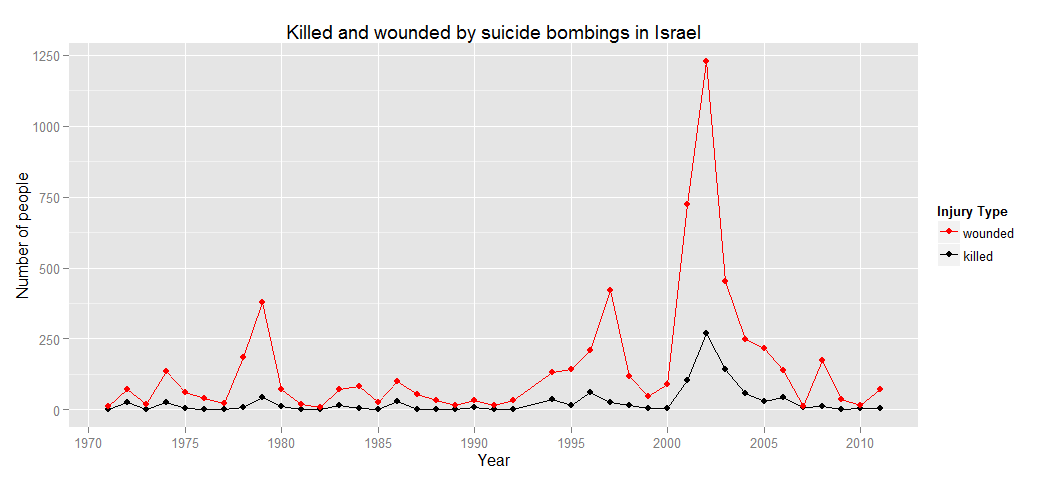 Killed and wounded by suicide bombings in Israel
1250
1000
750
500
250
0
Number of people
1970 1975 1980 1985 1990 1995 2000 2005 2010
Year
Injury Type
wounded
killed